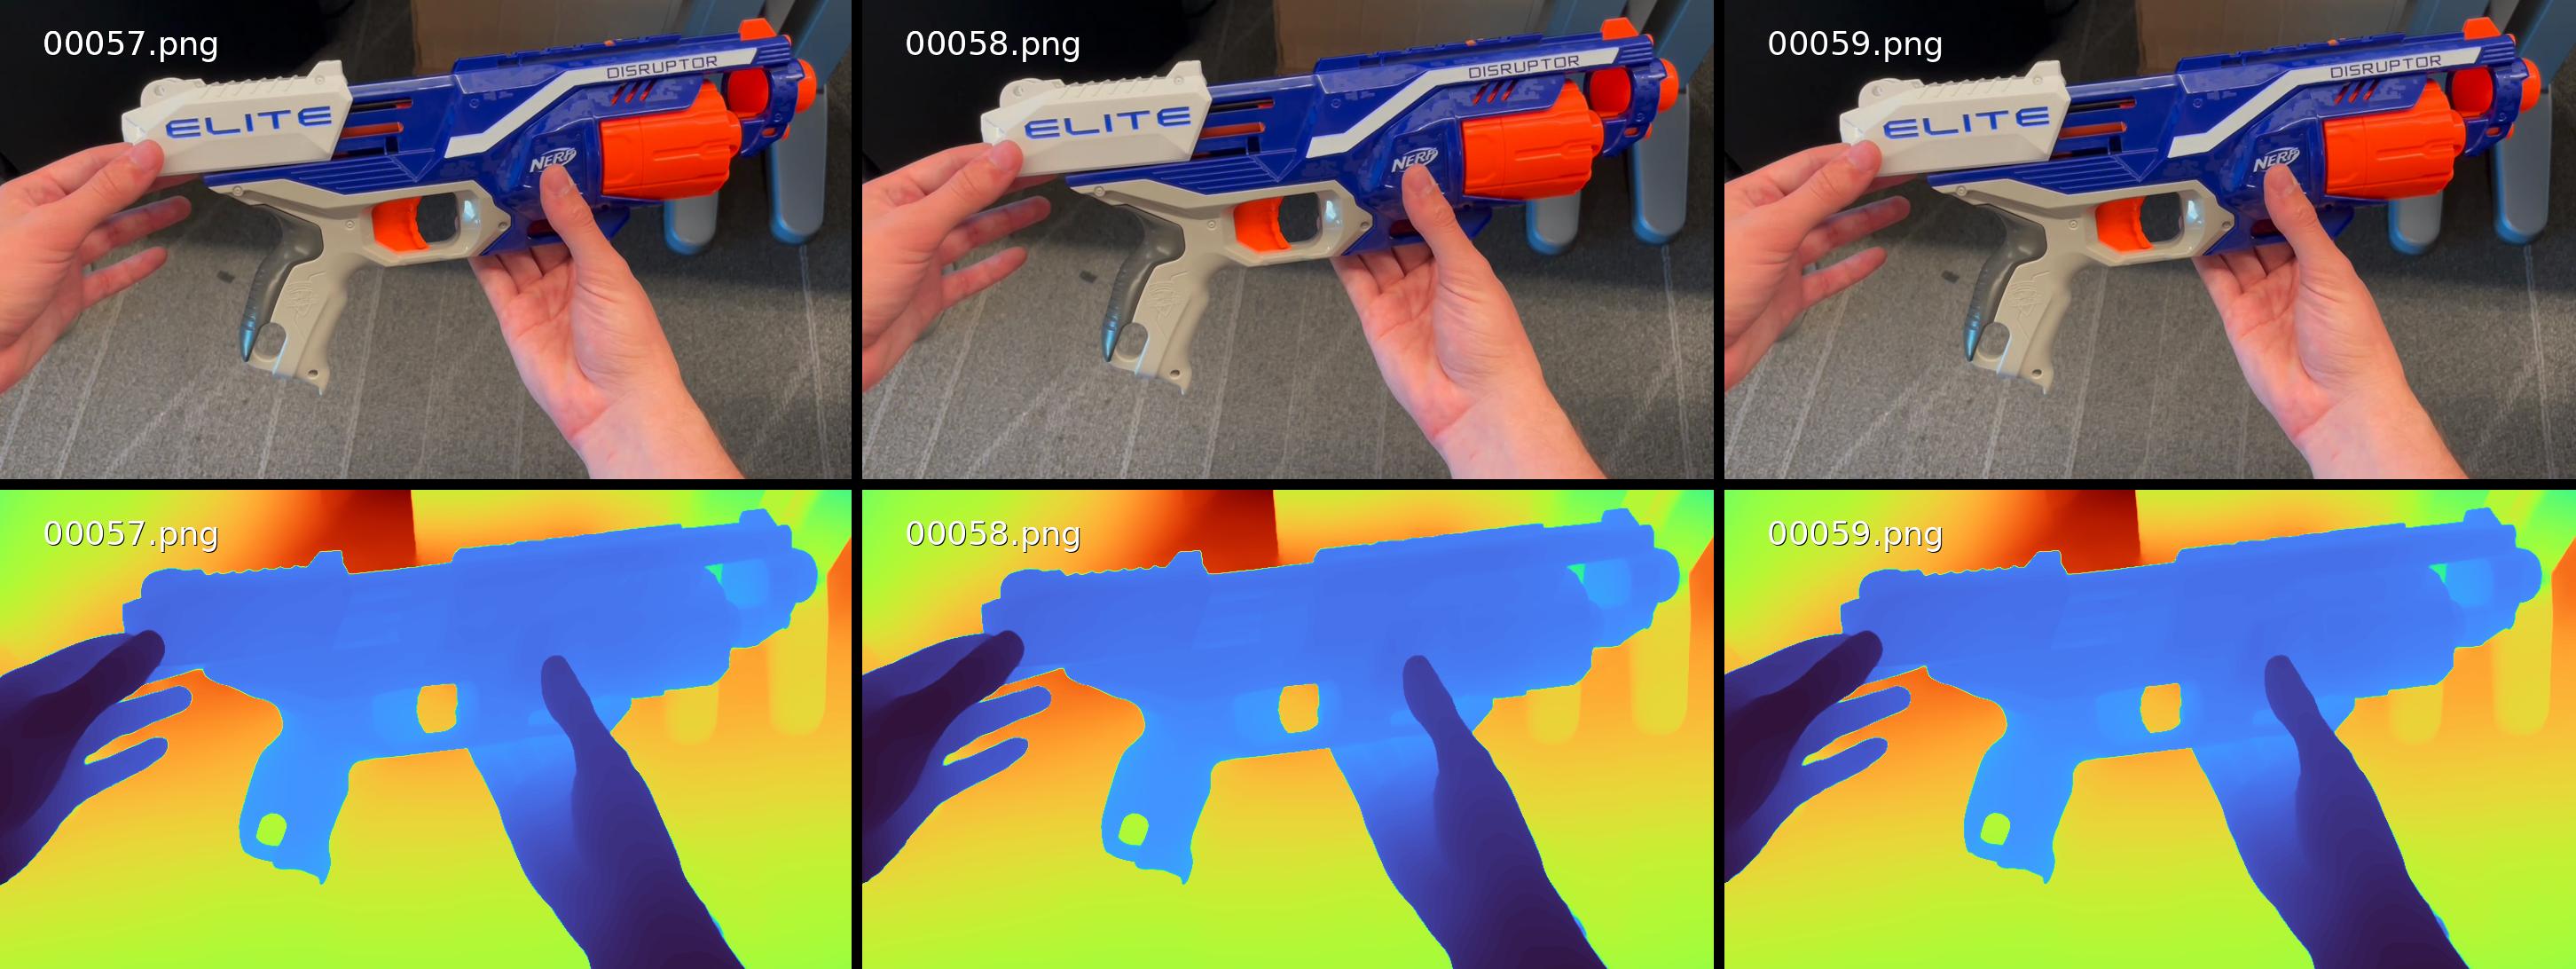 00057.png
00058.png
00059.png
DISRUPTOR
DISRUPTOR
DISRUPTOR
ELITE
ELITE
ELITE
NERF
NERF
NERF
00057.png
00058.png
00059.png